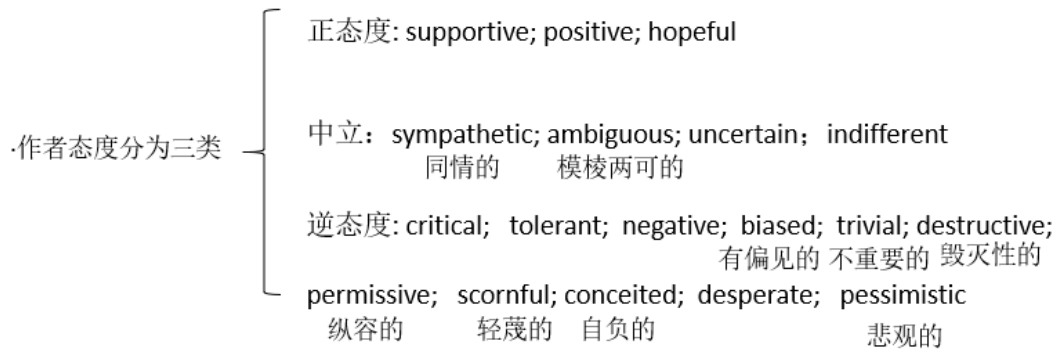 正态度: supportive; positive; hopeful
·作者态度分为三类
中立：sympathetic; ambiguous; uncertain；indifferent
同情的 模棱两可的
逆态度: critical; tolerant; negative; biased; trivial; destructive;
有偏见的 不重要的 毁灭性的
permissive; scornful; conceited; desperate; pessimistic
纵容的 轻蔑的 自负的 悲观的